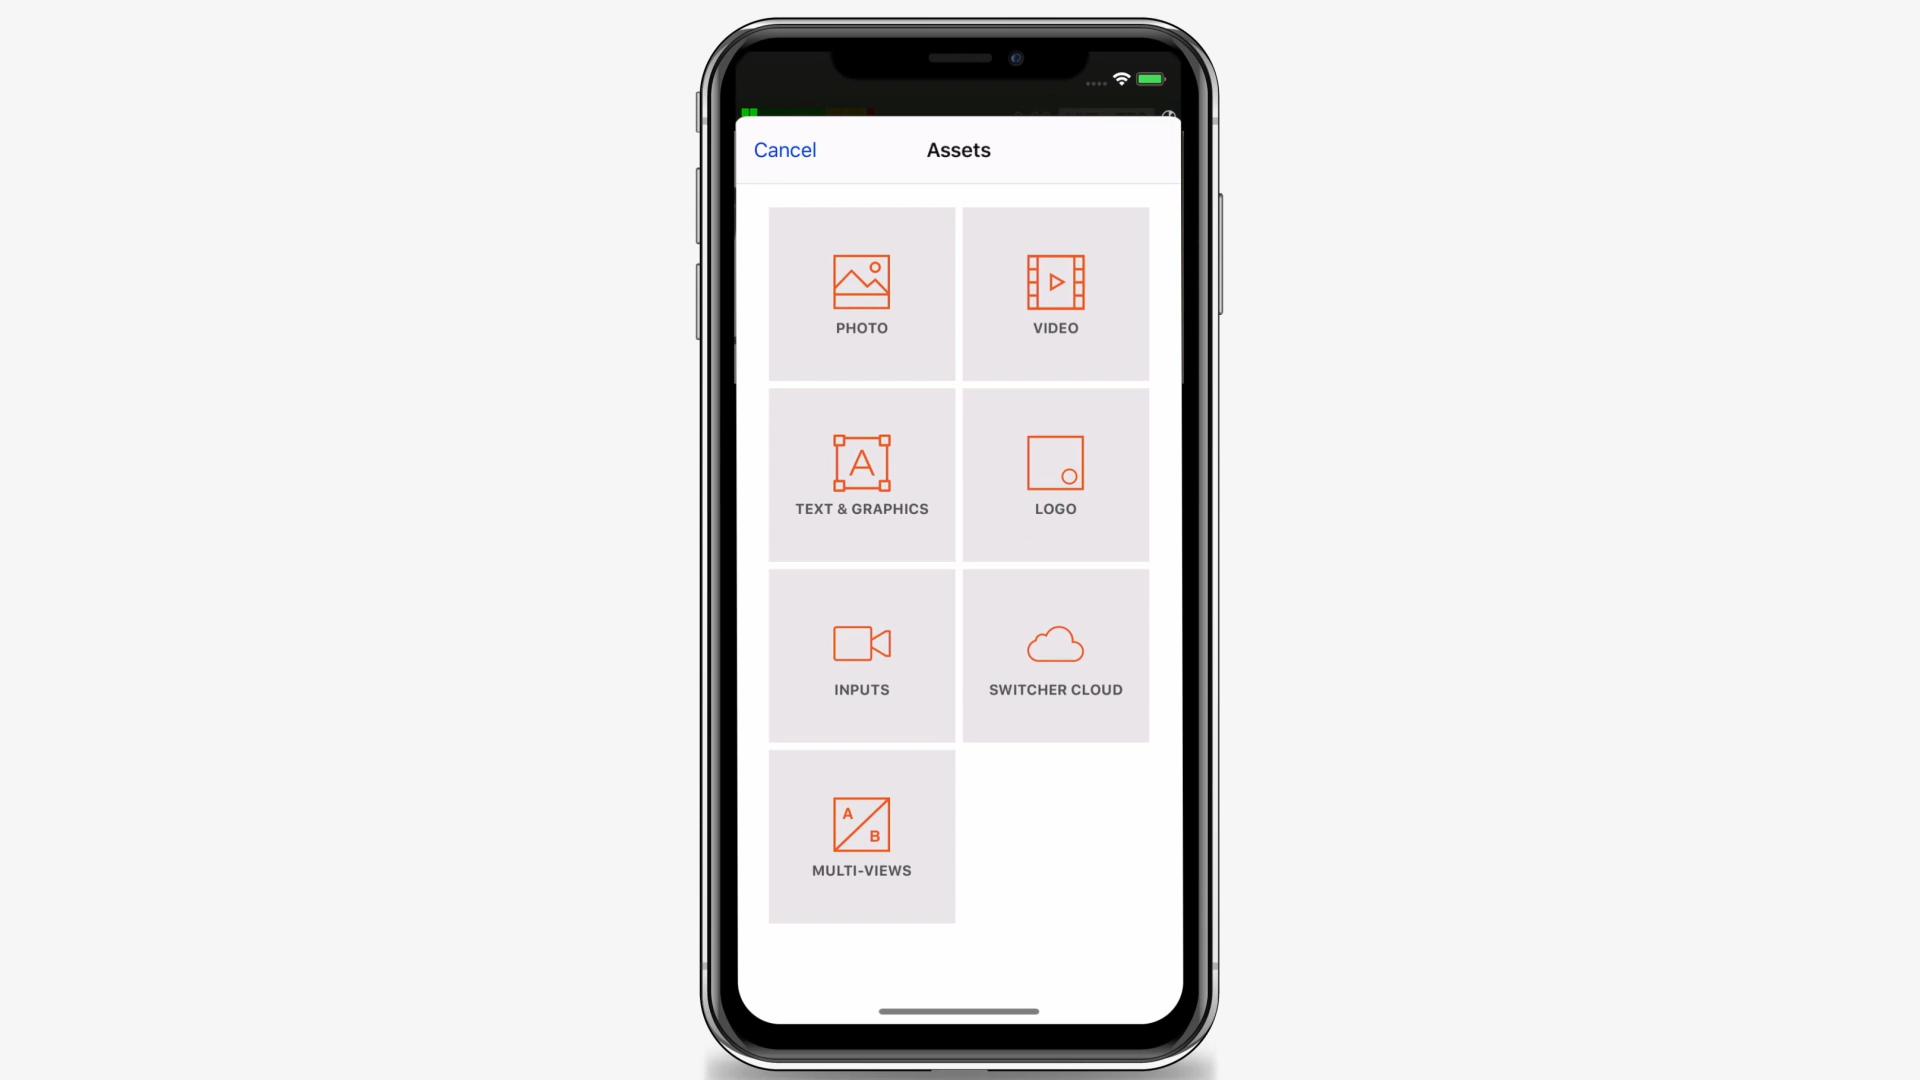 Cancel Assets
PHOTO VIDEO
A
TEXT & GRAPHICS LOGO
INPUTS SWITCHER CLOUD
A
B
MULTI-VIEWS